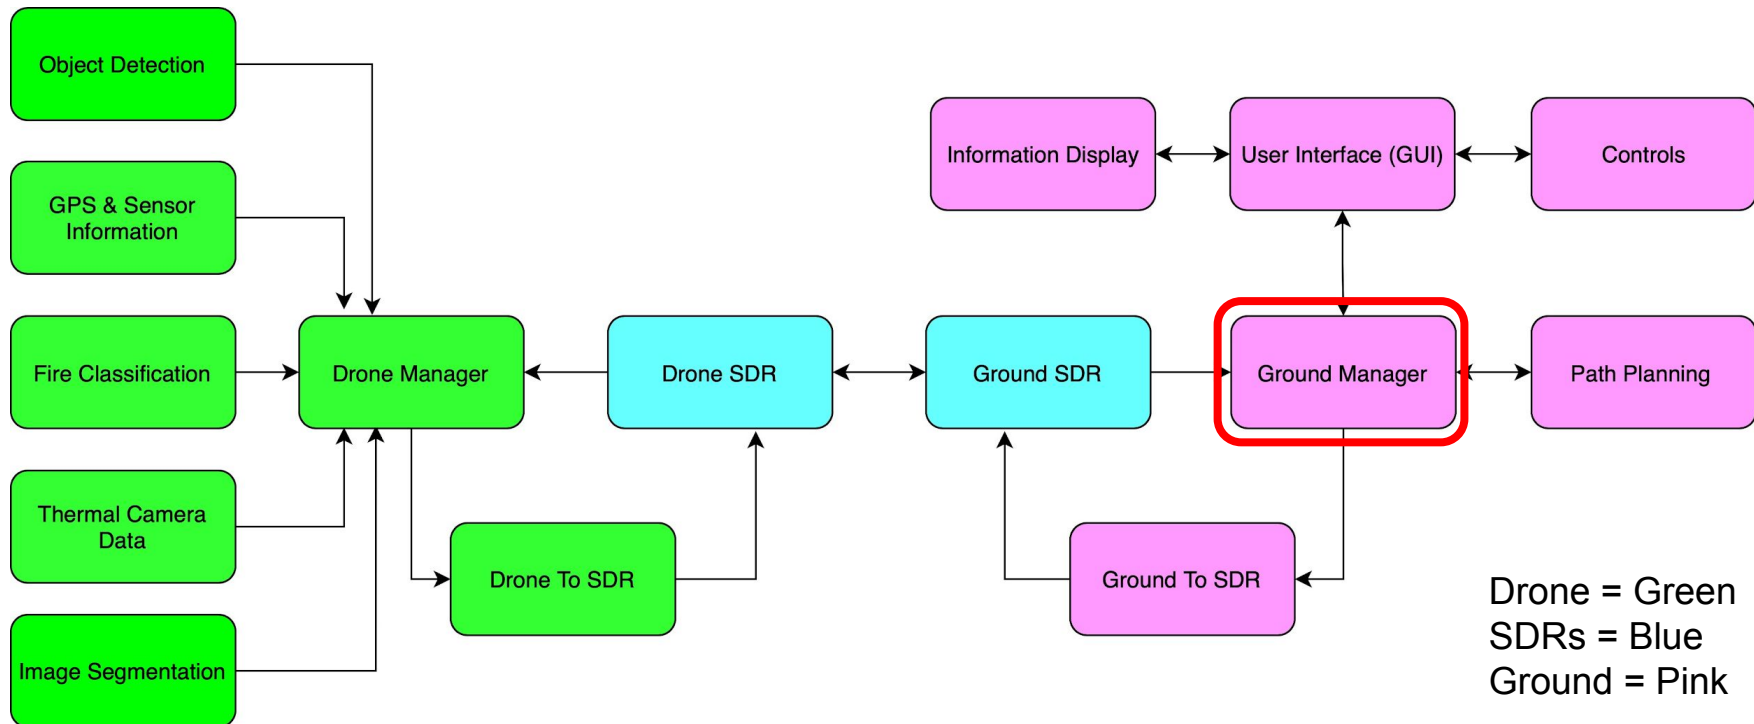 Object Detection
GPS & Sensor
Information
Fire Classification
Thermal Camera
Data
Image Segmentation
Drone Manager
Drone To SDR
Drone SDR
Ground SDR
Ground To SDR
Information Display
User Interface (GUI)
Controls
Ground Manager
Path Planning
Drone = Green
SDRs = Blue
Ground = Pink